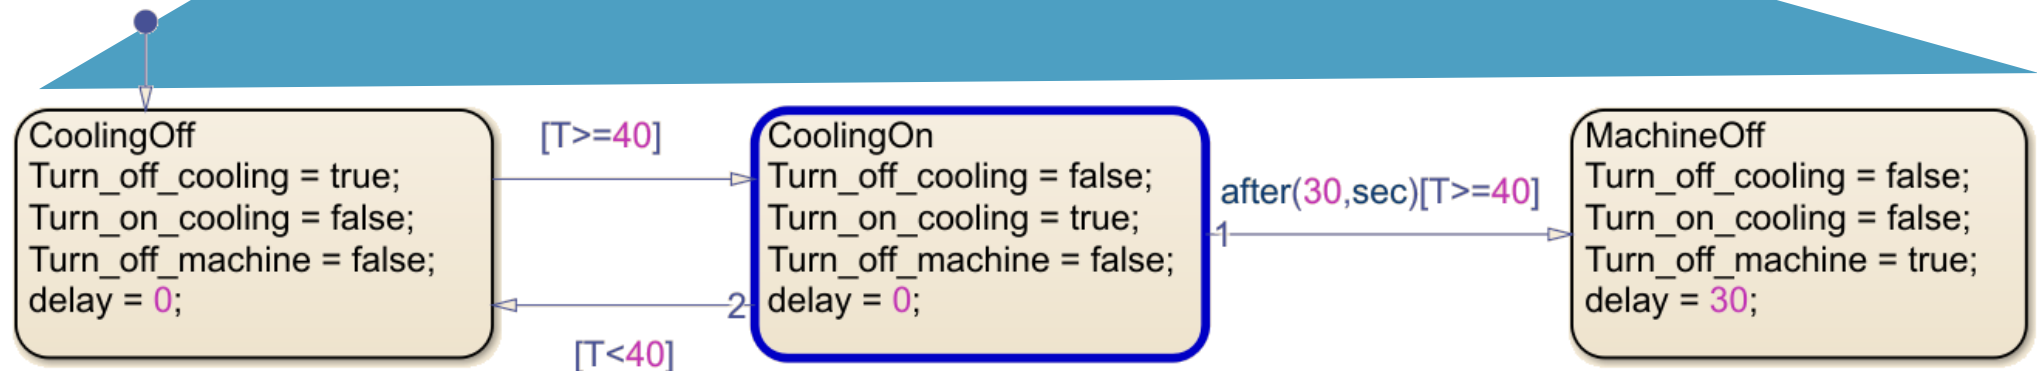 CoolingOff
Turn_off_cooling = true;
Turn_on_cooling = false;
Turn_off_machine = false;
delay = 0;
[T>=40]
[T<40]
CoolingOn
Turn_off_cooling = false;
Turn_on_cooling = true;
Turn_off_machine = false;
delay = 0;
2
1
after(30,sec)[T>=40]
MachineOff
Turn_off_cooling = false;
Turn_on_cooling = false;
Turn_off_machine = true;
delay = 30;